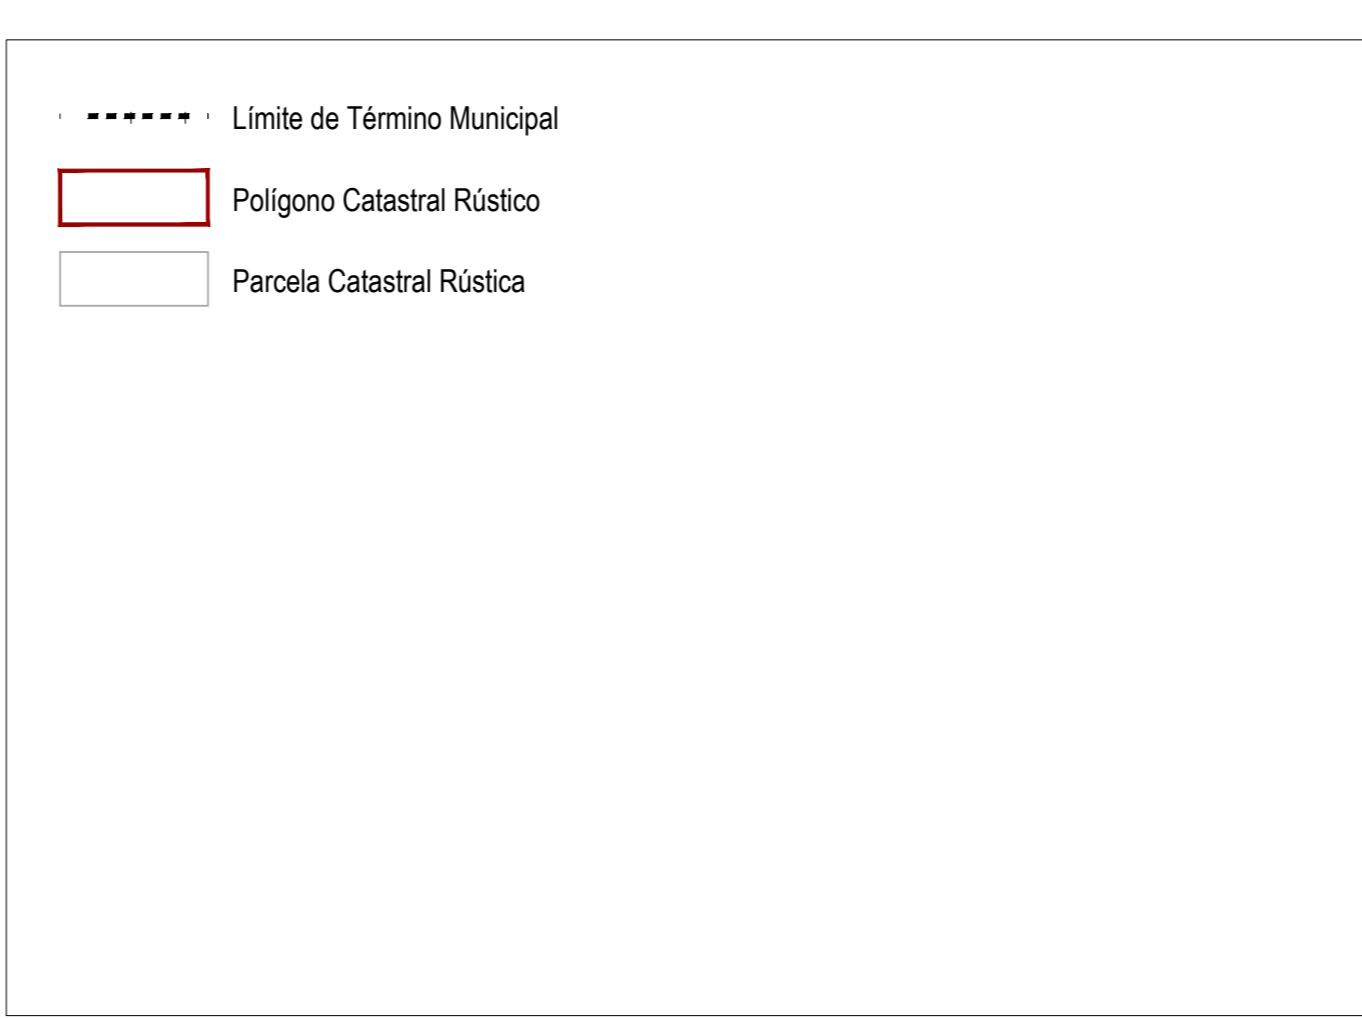 Límite de Término Municipal
Polígono Catastral Rústico
Parcela Catastral Rústica